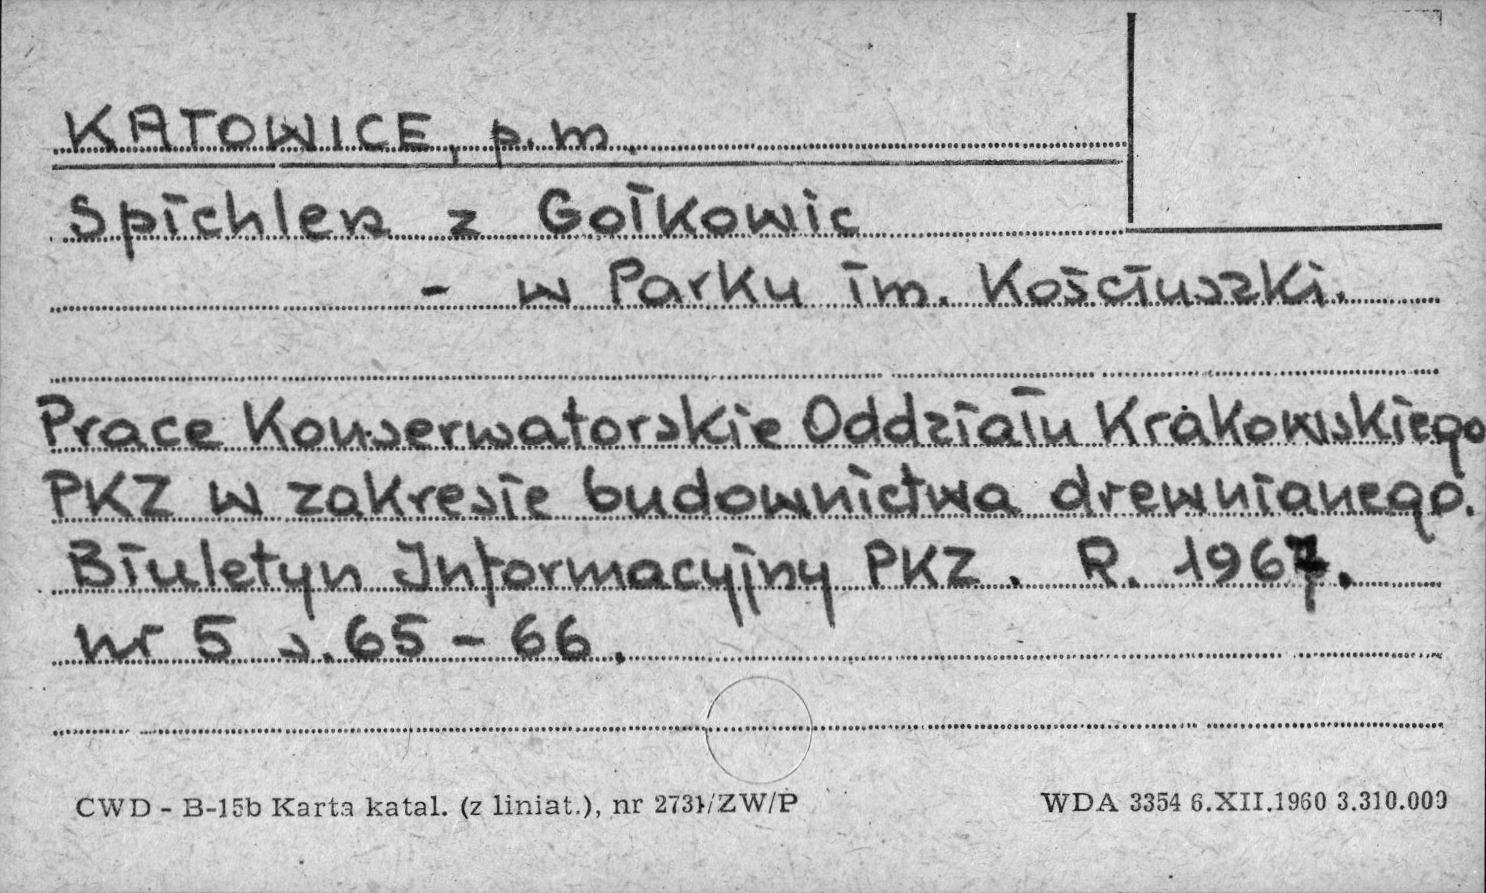 KATOWICE, p.m.
Spichlerz z Gołkowic
- w Parku im. Kościuszki.
Prace Konserwatorskie Oddziału Krakowskiego
PKZ w zakresie budownictwa drewnianego.
Biuletyn Informacyjny PKZ. R. 1967.
nr 5 s. 65 - 66.
CWD - B-15b Karta katal. (z liniat.), nr 2731/ZW/P
WDA 3354 6.XII.1960 3.310.000